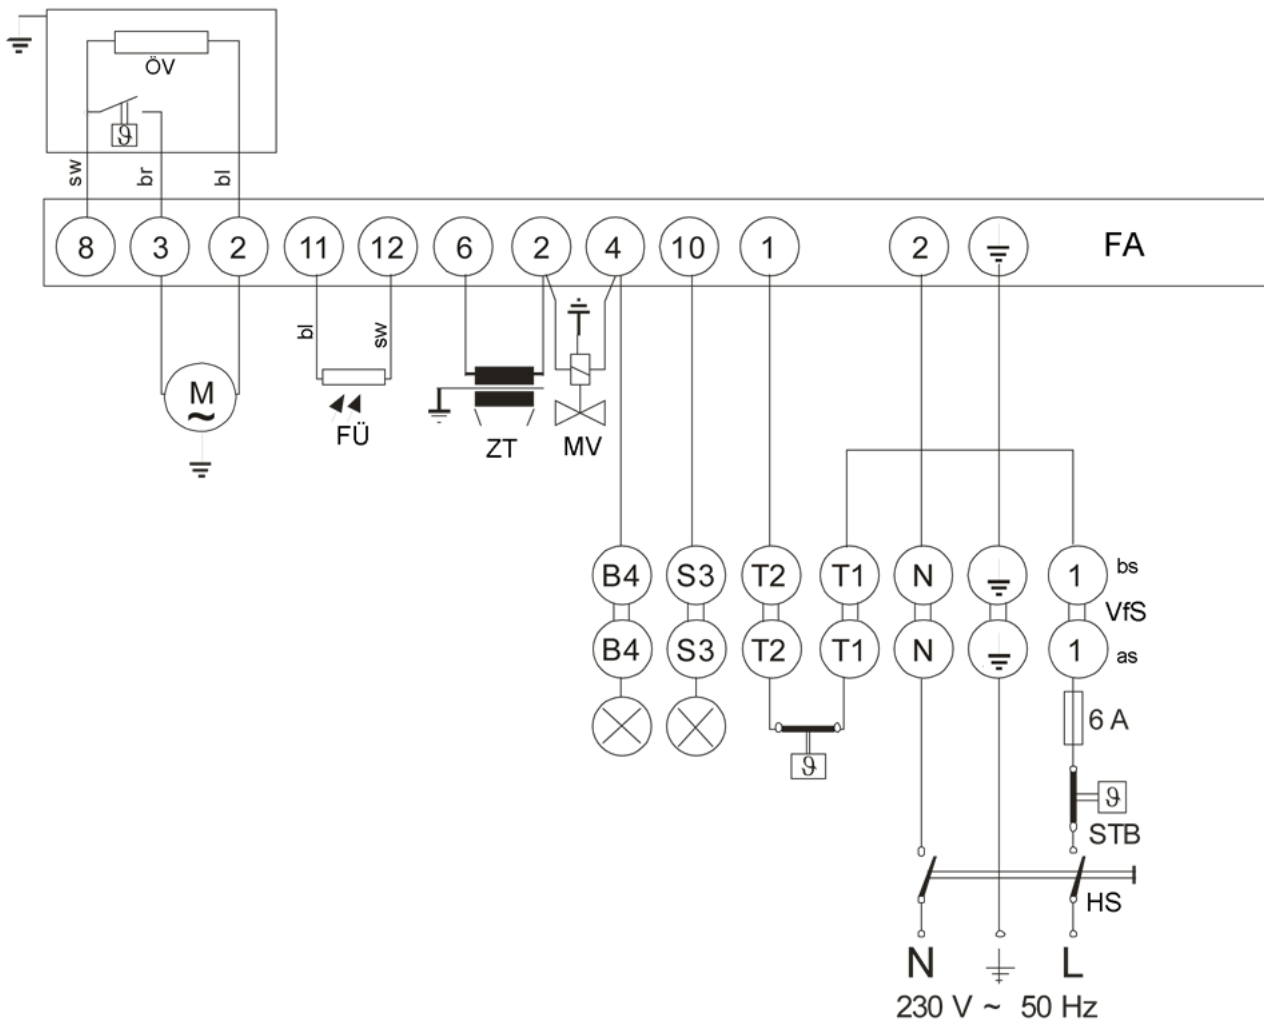 ÖV
ϑ
sw br bl
8 3 2 11 12 6 2 4 10 1 2 FA
bl sw
M
~
FÜ
ZT
MV
B4 S3 T2 T1 N 1 bs
VfS
B4 S3 T2 T1 N 1 as
6 A
ϑ
ϑ
STB
HS
N L
230 V ~ 50 Hz